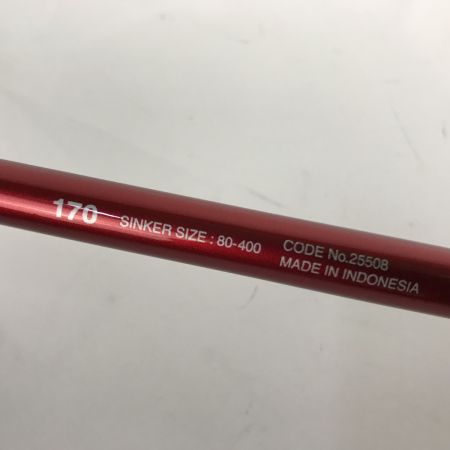 170 SINKER SIZE : 80-400 CODE No.25508
MADE IN INDONESIA